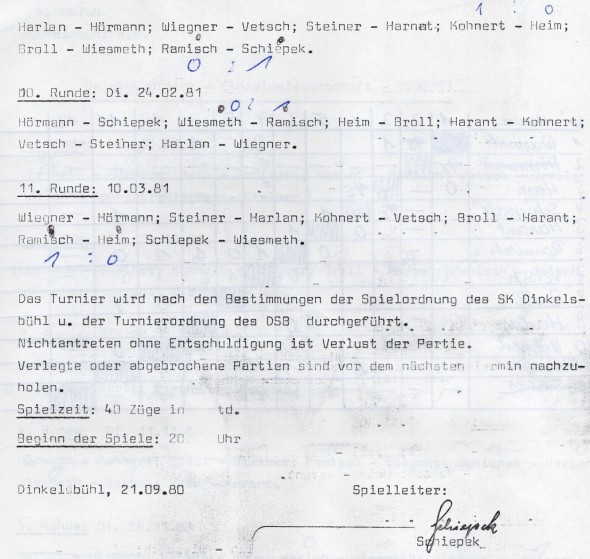 1 : 0
Harlan - Hörmann; Wiegner - Vetsch; Steiner - Harnat; Kohnert - Heim;
Broll - Wiesmeth; Ramisch - Schiepek.
0 : 1
10. Runde: Di. 24.02.81
0 : 1
Hörmann - Schiepek; Wiesmeth - Ramisch; Heim - Broll; Harant - Kohnert;
Vetsch - Steiner; Harlan - Wiegner.
11. Runde: 10.03.81
Wiegner - Hörmann; Steiner - Harlan; Kohnert - Vetsch; Broll - Harant;
Ramisch - Heim; Schiepek - Wiesmeth.
1 : 0
Das Turnier wird nach den Bestimmungen der Spielordnung des SK Dinkels-
bühl u. der Turnierordnung des DSB durchgeführt.
Nichtantreten ohne Entschuldigung ist Verlust der Partie.
Verlegte oder abgebrochene Partien sind vor dem nächsten Termin nachzu-
holen.
Spielzeit: 40 Züge in td.
Beginn der Spiele: 20 Uhr
Dinkelsbühl, 21.09.80 Spielleiter:
Schiepek
Schiepek